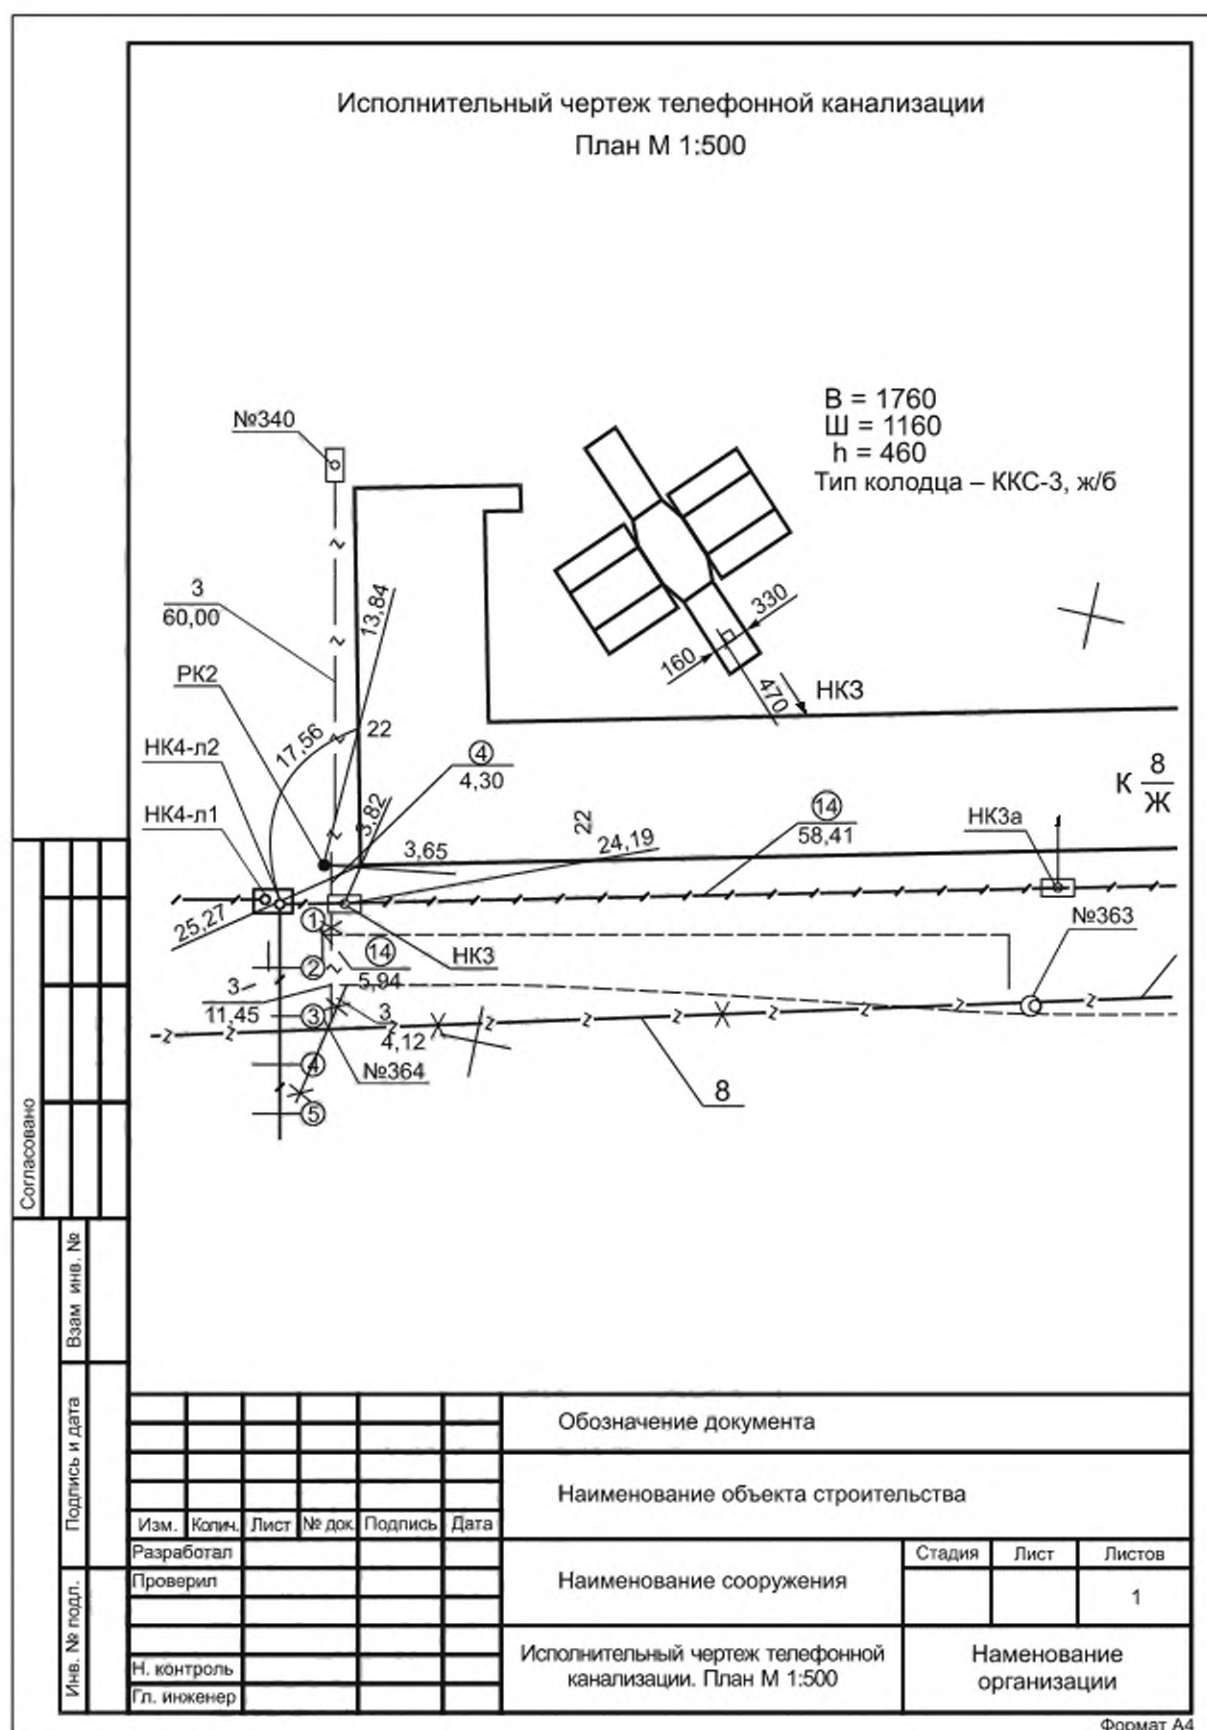 Исполнительный чертеж телефонной канализации
План М 1:500
В = 1760
Ш = 1160
h = 460
Тип колодца – ККС-3, ж/б
№340
3
60,00
13,84
330
160
470
НК3
РК2
22
17,56
НК4-л2
4
4,30
К 8
Ж
НК4-л1
3,82
22
14
58,41
НК3а
3,65
24,19
25,27
1
№363
14
5,94
НК3
2
3
11,45
3
3
4,12
4
№364
8
5
Согласовано
Взам инв. №
Подпись и дата
Инв. № подл.
Обозначение документа
Наименование объекта строительства
Изм. Колич. Лист № док. Подпись Дата
Разработал
Проверил
Наименование сооружения
Стадия Лист Листов
1
Н. контроль
Гл. инженер
Исполнительный чертеж телефонной
канализации. План М 1:500
Наменование
организации
Формат А4